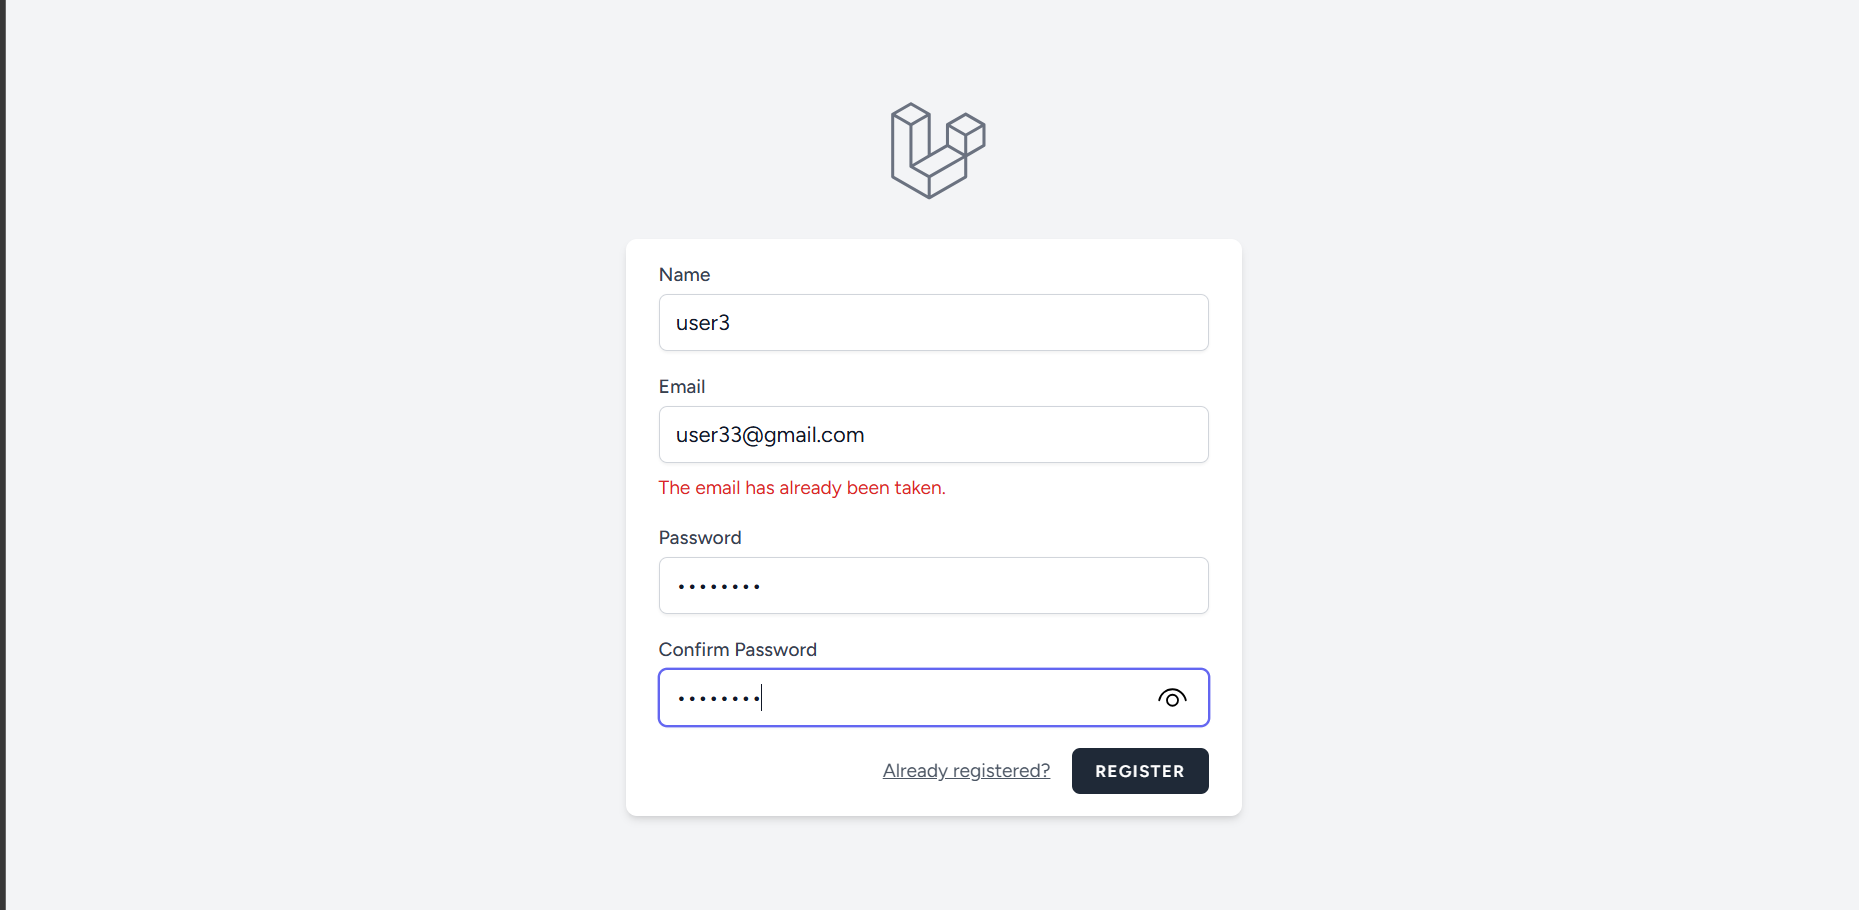 Name
user3
Email
user33@gmail.com
The email has already been taken.
Password
••••••••
Confirm Password
••••••••
Already registered? REGISTER